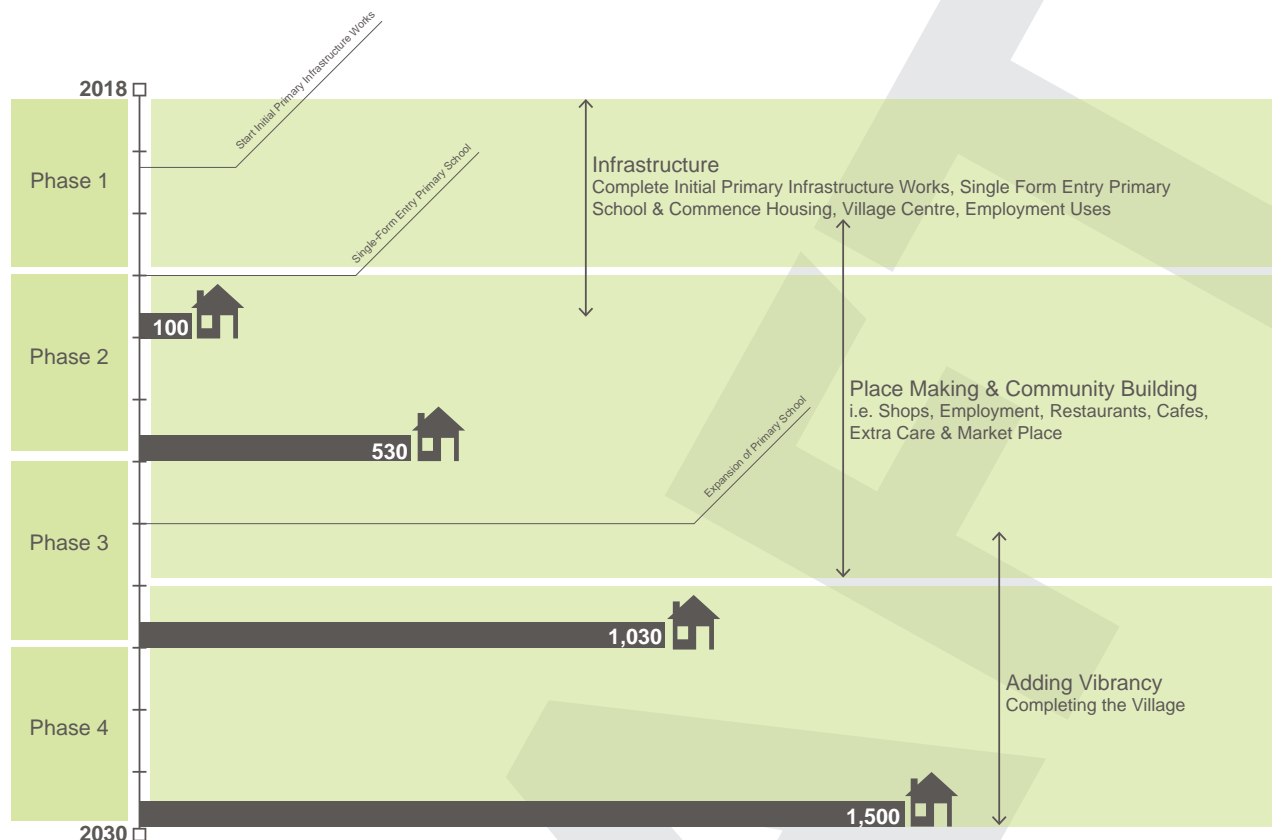 2018
Start Initial Primary Infrastructure Works
Phase 1
Infrastructure
Complete Initial Primary Infrastructure Works, Single Form Entry Primary
School & Commence Housing, Village Centre, Employment Uses
Single-Form Entry Primary School
100
Phase 2
Place Making & Community Building
i.e. Shops, Employment, Restaurants, Cafes,
Extra Care & Market Place
530
Expansion of Primary School
Phase 3
1,030
Adding Vibrancy
Completing the Village
Phase 4
1,500
2030